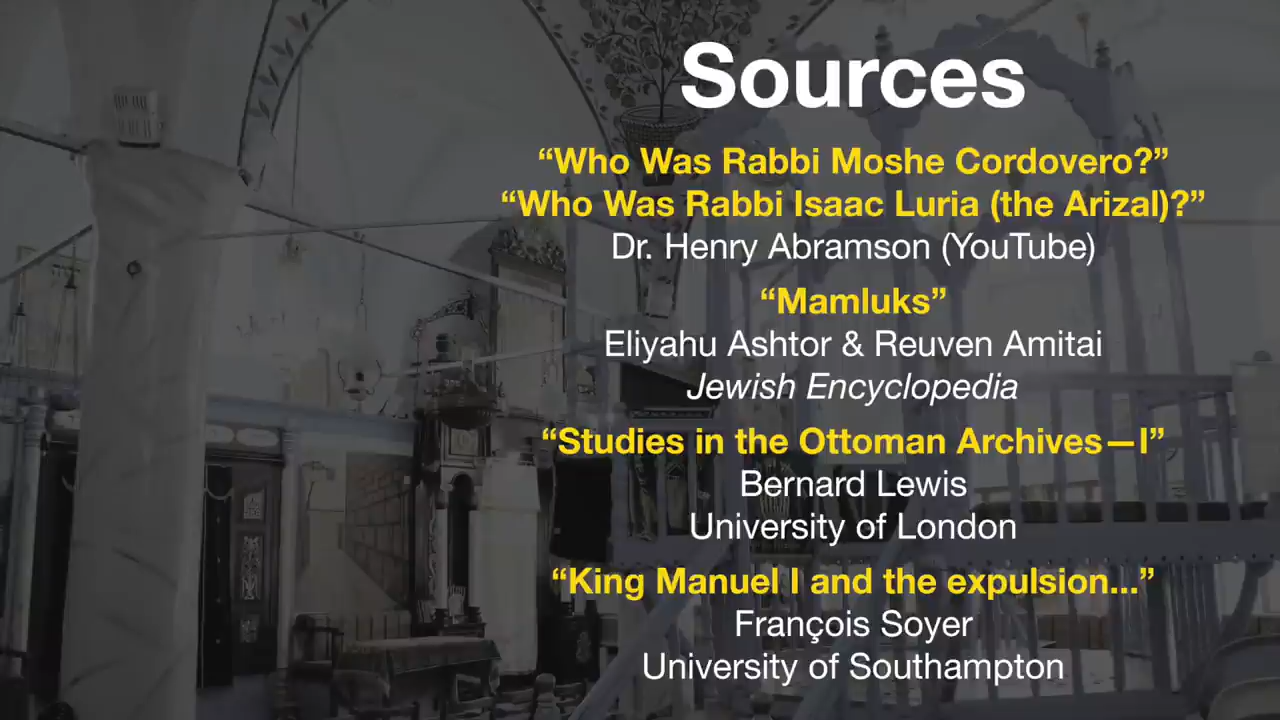 Sources
“Who Was Rabbi Moshe Cordovero?”
“Who Was Rabbi Isaac Luria (the Arizal)?”
Dr. Henry Abramson (YouTube)
“Mamluks”
Eliyahu Ashtor & Reuven Amitai
Jewish Encyclopedia
“Studies in the Ottoman Archives—I”
Bernard Lewis
University of London
“King Manuel I and the expulsion...”
François Soyer
University of Southampton